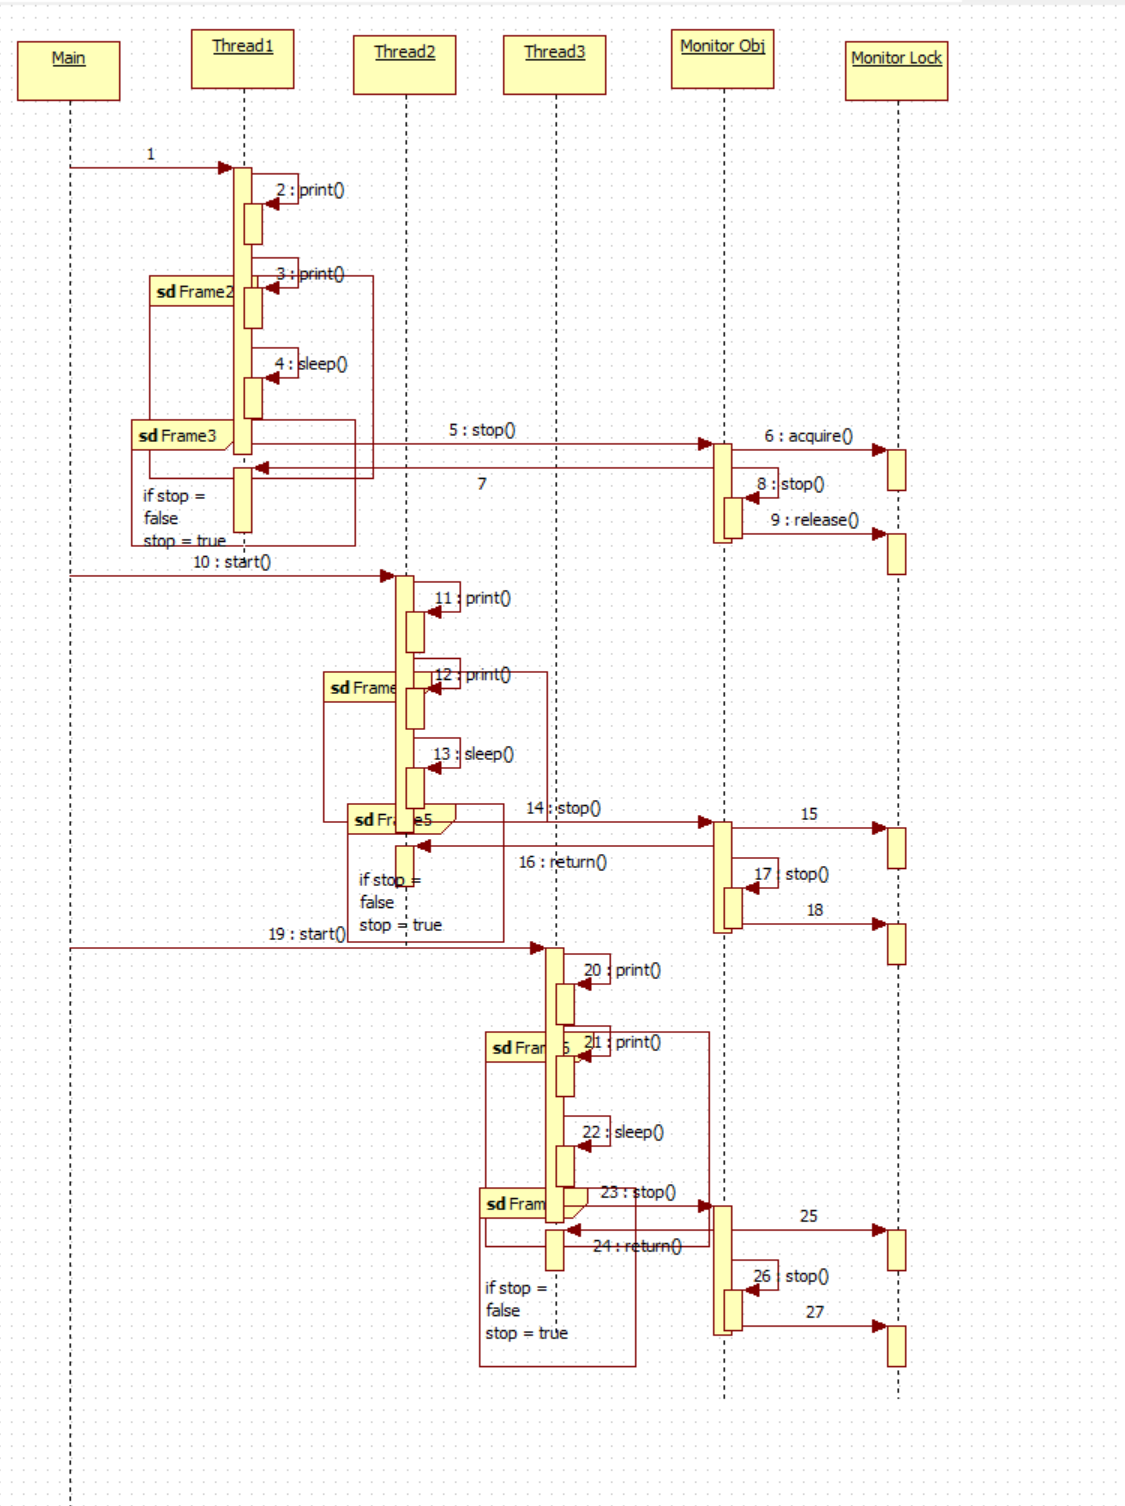 Main
Thread1
Thread2
Thread3
Monitor Obj
Monitor Lock
1
2 : print()
3 : print()
sd Frame2
4 : sleep()
5 : stop()
6 : acquire()
sd Frame3
7
8 : stop()
if stop =
false
stop = true
9 : release()
10 : start()
11 : print()
12 : print()
sd Frame
13 : sleep()
14 : stop()
15
sd Fra e5
16 : return()
17 : stop()
if stop =
false
stop = true
18
19 : start()
20 : print()
21 : print()
sd Fram 6
22 : sleep()
23 : stop()
sd Fram
25
24 : return()
26 : stop()
if stop =
false
stop = true
27